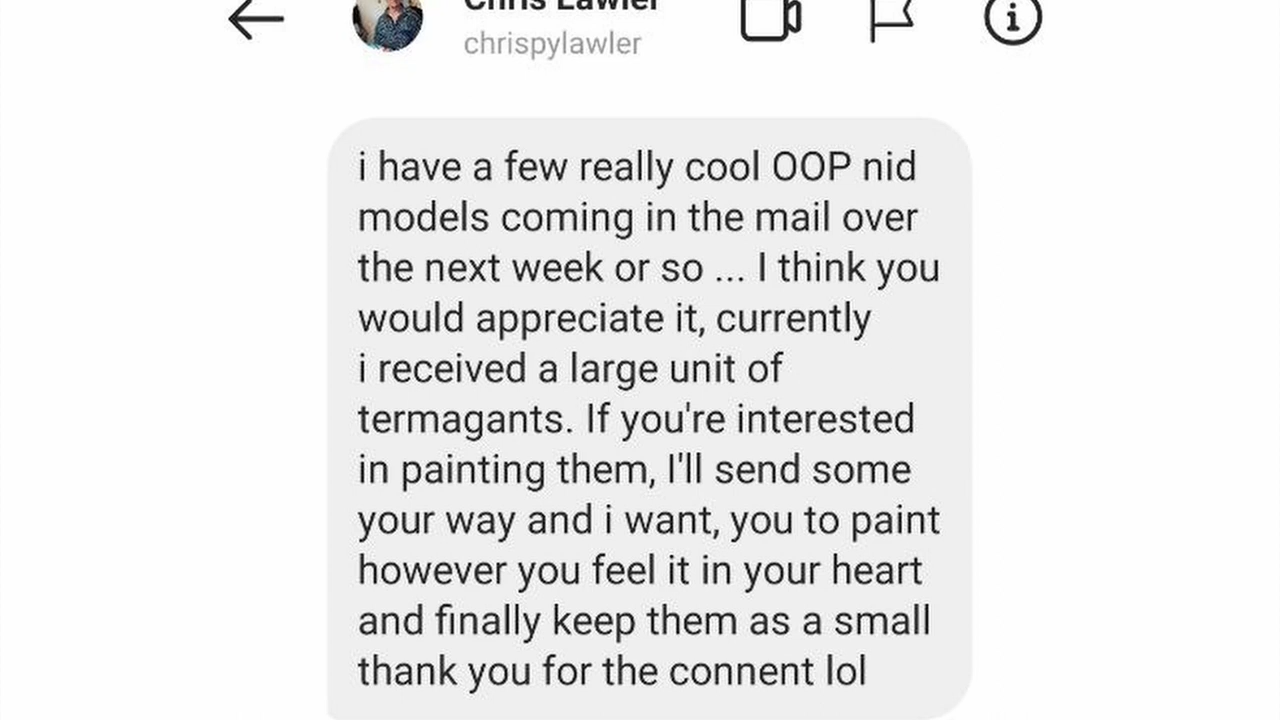 Chris Lawler
chrispylawler
i have a few really cool OOP nid
models coming in the mail over
the next week or so ... I think you
would appreciate it, currently
i received a large unit of
termagants. If you're interested
in painting them, I'll send some
your way and i want, you to paint
however you feel it in your heart
and finally keep them as a small
thank you for the connent lol